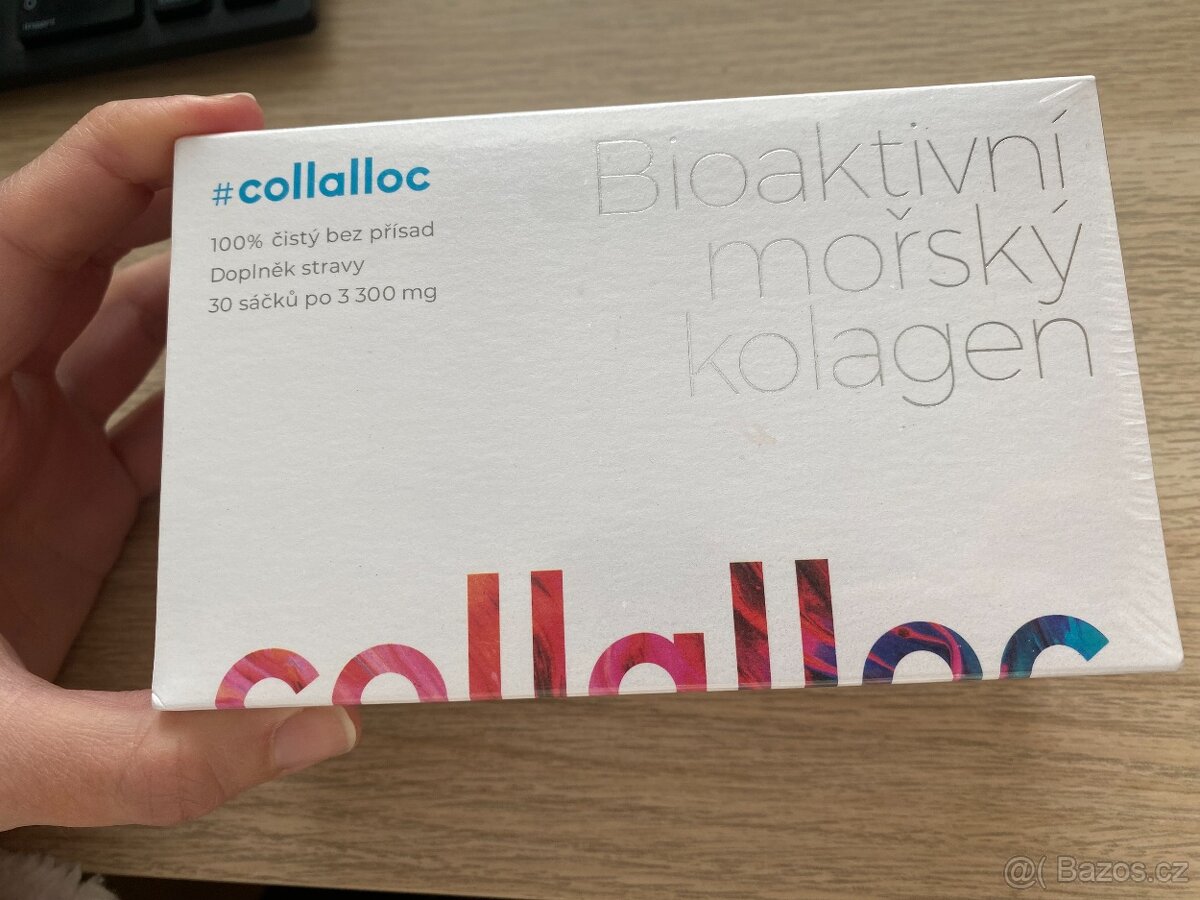 #collalloc
100% čistý bez přísad
Doplněk stravy
30 sáčků po 3 300 mg
Bioaktivní
mořský
kolagen
collalloc
@( Bazos.cz